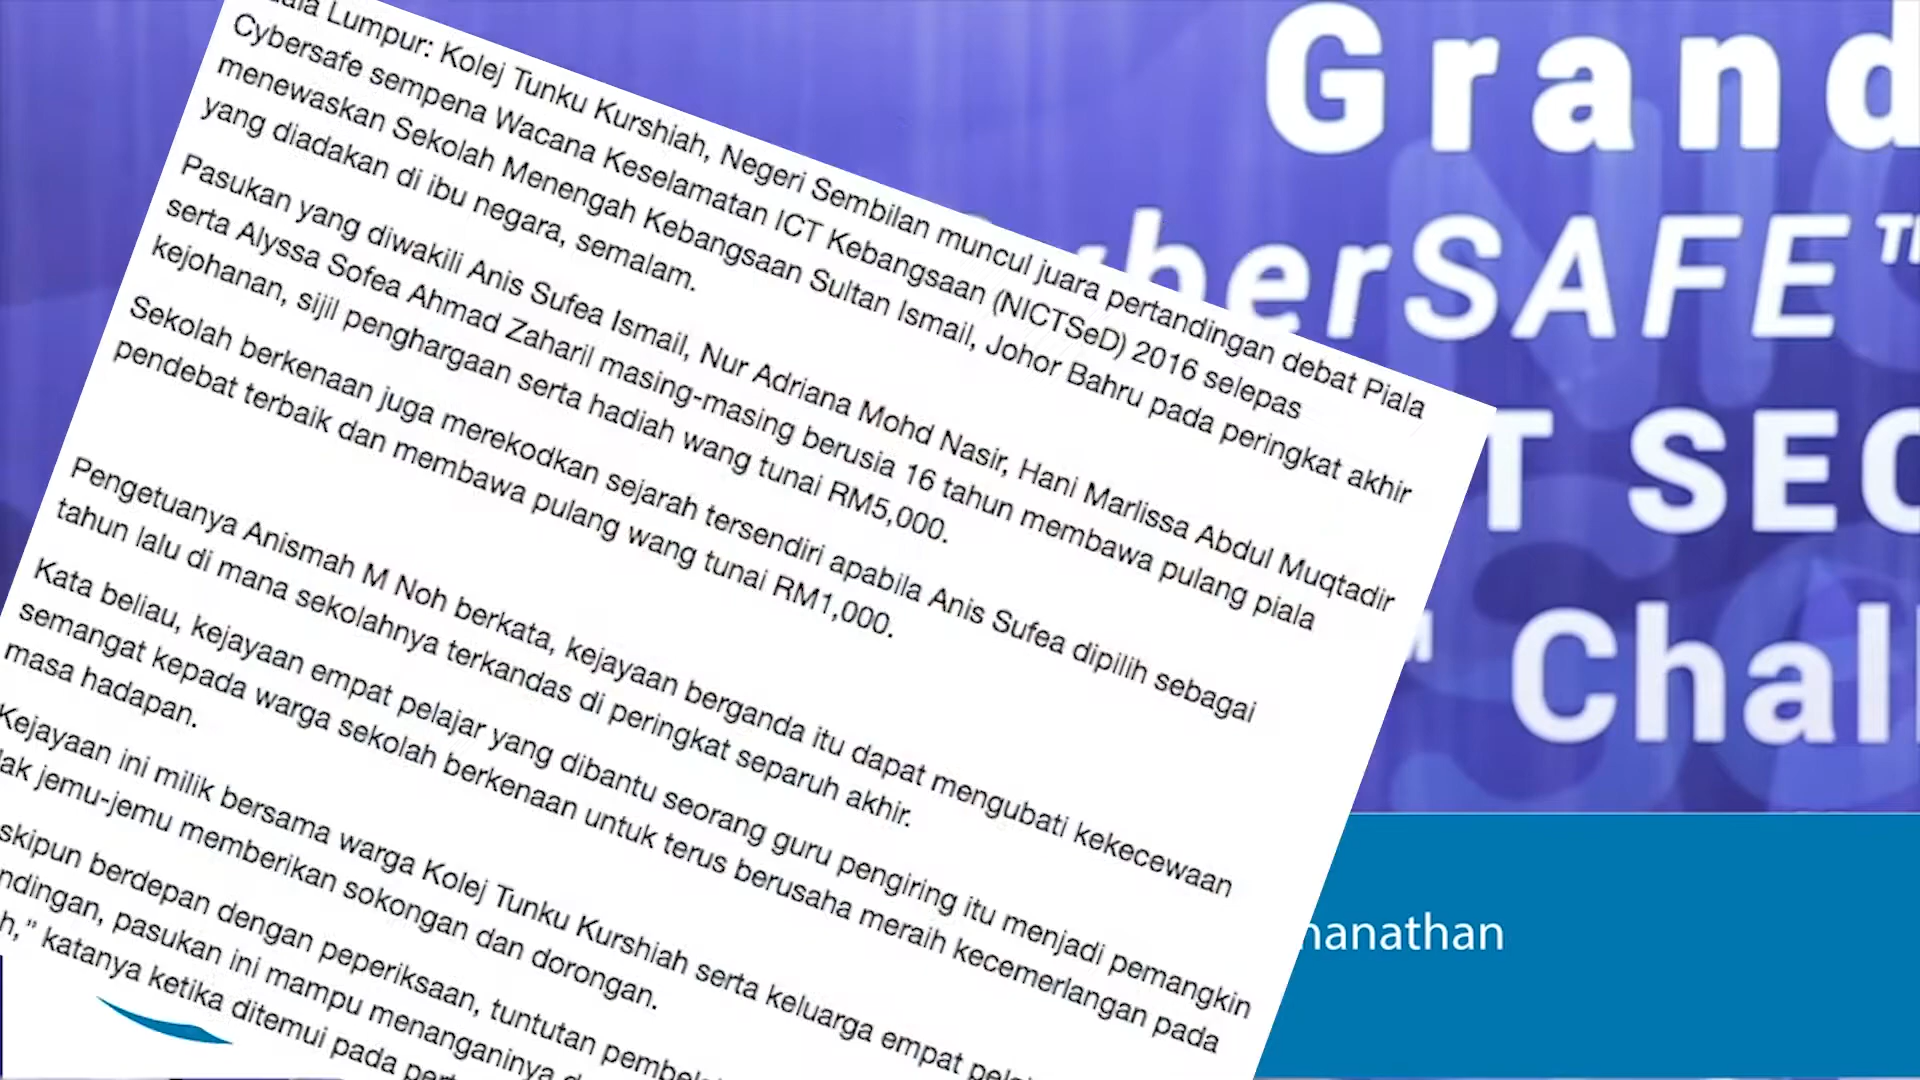 Lumpur: Kolej Tunku Kurshiah, Negeri Sembilan muncul juara pertandingan debat Piala
Cybersafe sempena Wacana Keselamatan ICT Kebangsaan (NICTSeD) 2016 selepas
menewaskan Sekolah Menengah Kebangsaan Sultan Ismail, Johor Bahru pada peringkat akhir
yang diadakan di ibu negara, semalam.
Pasukan yang diwakili Anis Sufea Ismail, Nur Adriana Mohd Nasir, Hani Marlissa Abdul Muqtadir
serta Alyssa Sofea Ahmad Zaharil masing-masing berusia 16 tahun membawa pulang piala
kejohanan, sijil penghargaan serta hadiah wang tunai RM5,000.
Sekolah berkenaan juga merekodkan sejarah tersendiri apabila Anis Sufea dipilih sebagai
pendebat terbaik dan membawa pulang wang tunai RM1,000.
Pengetuanya Anismah M Noh berkata, kejayaan berganda itu dapat mengubati kekecewaan
tahun lalu di mana sekolahnya terkandas di peringkat separuh akhir.
Kata beliau, kejayaan empat pelajar yang dibantu seorang guru pengiring itu menjadi pemangkin
semangat kepada warga sekolah berkenaan untuk terus berusaha meraih kecemerlangan pada
masa hadapan.
Kejayaan ini milik bersama warga Kolej Tunku Kurshiah serta keluarga empat
jemu-jemu memberikan sokongan dan dorongan.
skipun berdepan dengan peperiksaan, tuntutan
ndingan, pasukan ini mampu menanganinya
h," katanya ketika ditemui pada
Grand
yberSAFE™
T SEC
Chal
nanathan